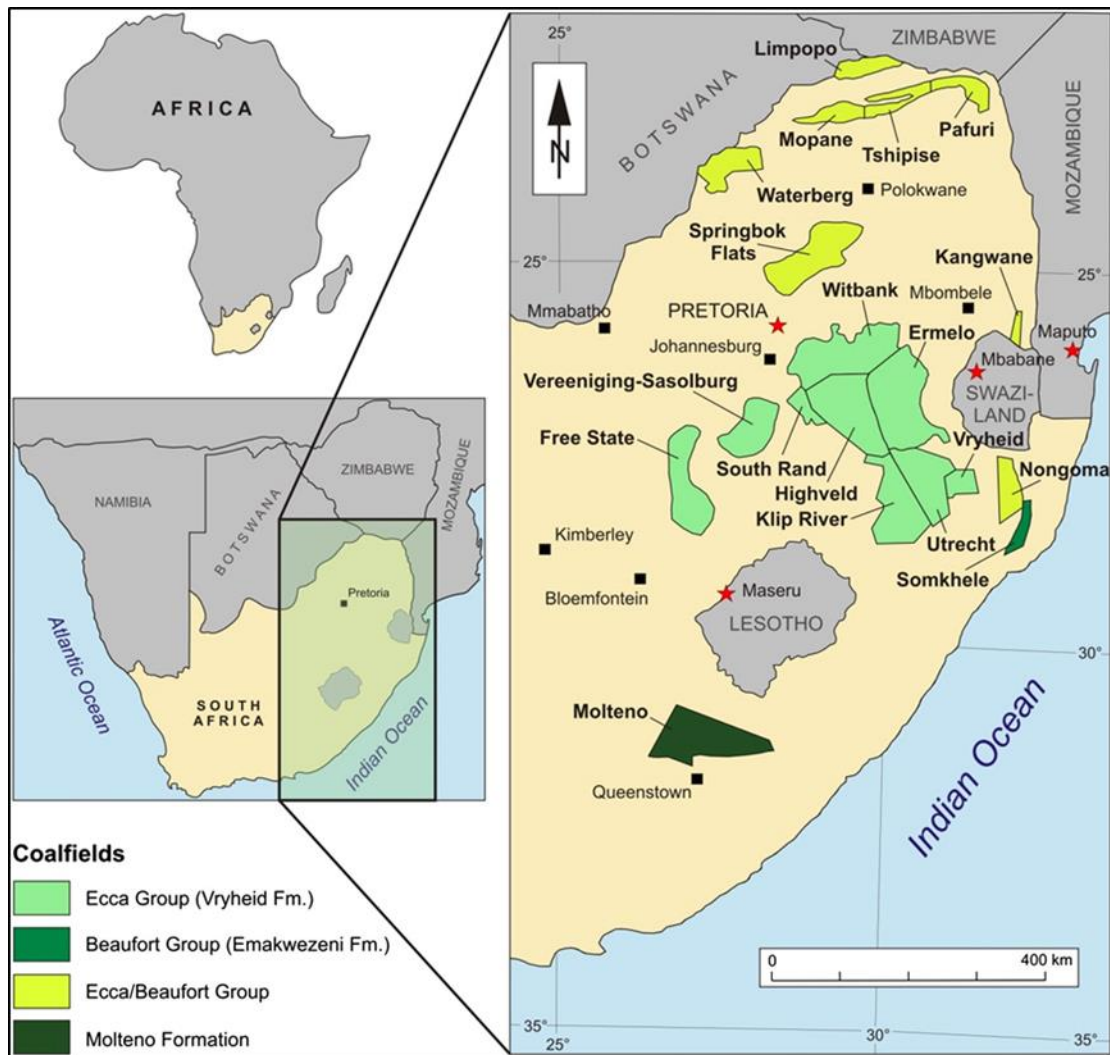 AFRICA
NAMIBIA
BOTSWANA
ZIMBABWE
MOZAMBIQUE
Pretoria
Atlantic Ocean
SOUTH
AFRICA
Indian Ocean
Coalfields
Ecca Group (Vryheid Fm.)
Beaufort Group (Emakwezeni Fm.)
Ecca/Beaufort Group
Molteno Formation
25°
ZIMBABWE
Limpopo
BOTSWANA
MOZAMBIQUE
N
Mopane
Tshipise
Pafuri
Waterberg
Polokwane
Springbok
Flats
Kangwane
25°
25°
Witbank
Mbombele
Mmabatho
PRETORIA
Ermelo
Maputo
Johannesburg
Mbabane
Vereeniging-Sasolburg
SWAZI-
LAND
Free State
Vryheid
South Rand
Nongoma
Highveld
Klip River
Kimberley
Utrecht
Somkhele
Bloemfontein
Maseru
LESOTHO
30°
30°
Molteno
Queenstown
Indian Ocean
0
400 km
35°
25°
30°
35°